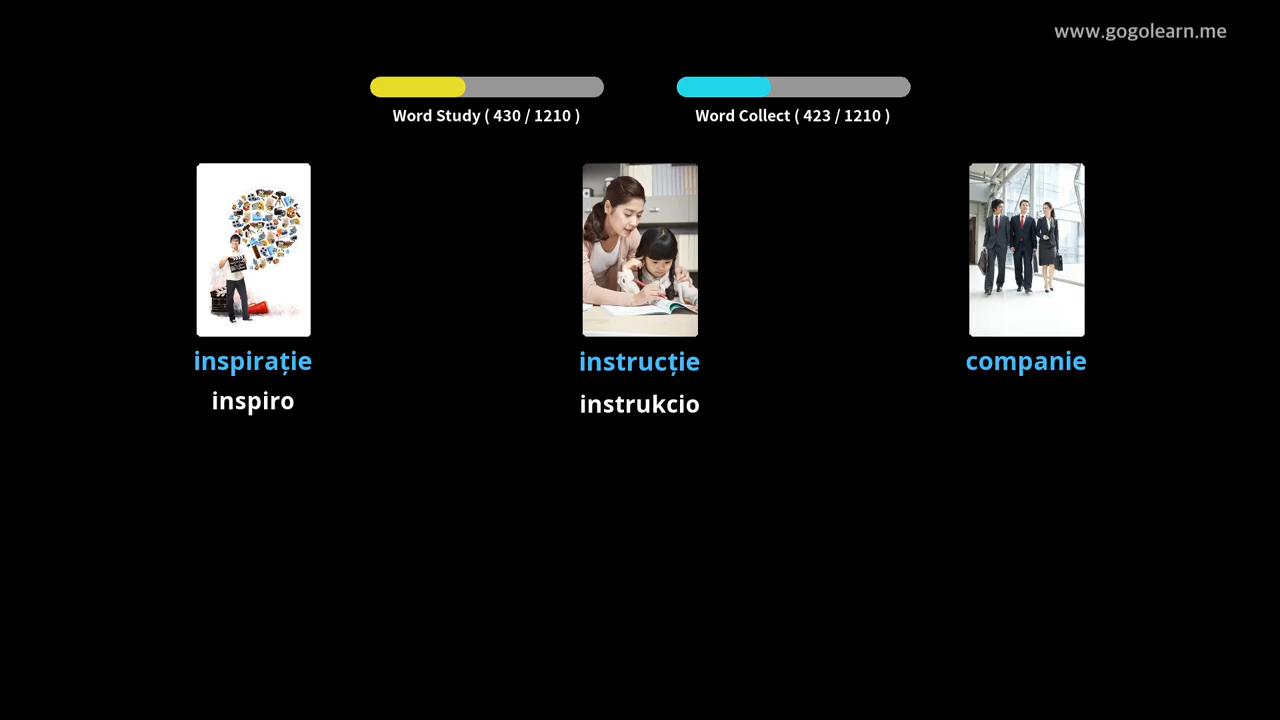 www.gogolearn.me
Word Study ( 430 / 1210 )
Word Collect ( 423 / 1210 )
inspirație
instrucție
companie
inspiro
instrukcio